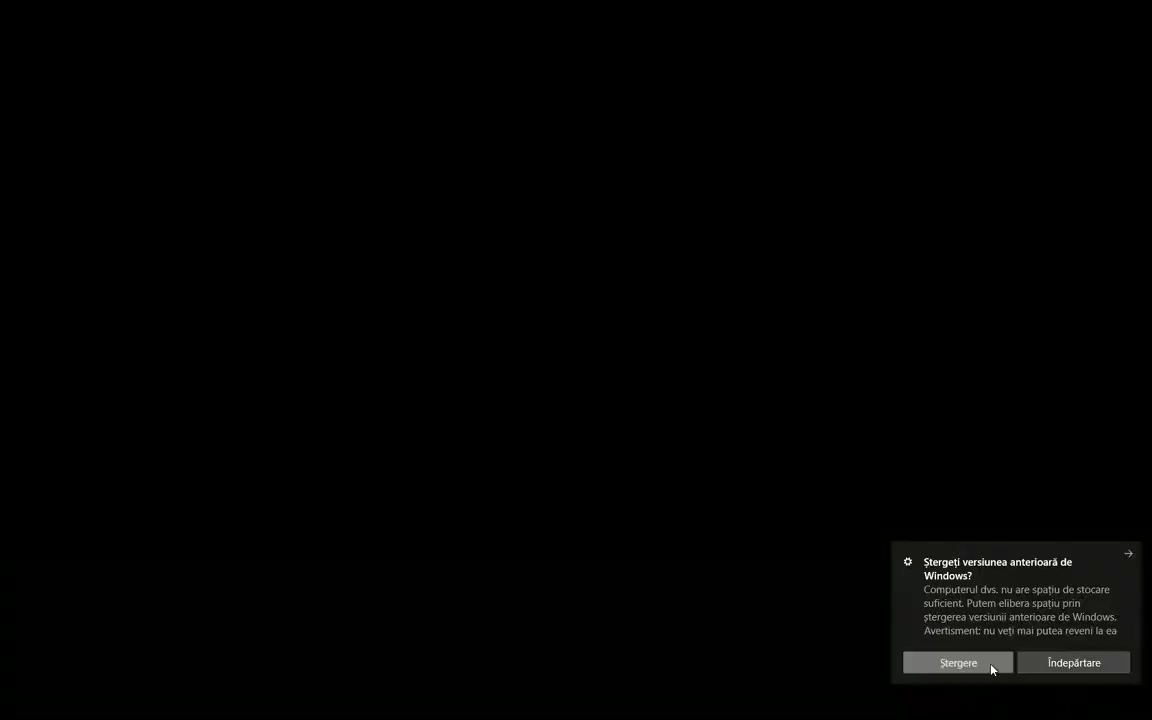 Ștergeți versiunea anterioară de
Windows?
Computerul dvs. nu are spațiu de stocare
suficient. Putem elibera spațiu prin
ștergerea versiunii anterioare de Windows.
Avertisment: nu veți mai putea reveni la ea
Ștergere
Îndepărtare